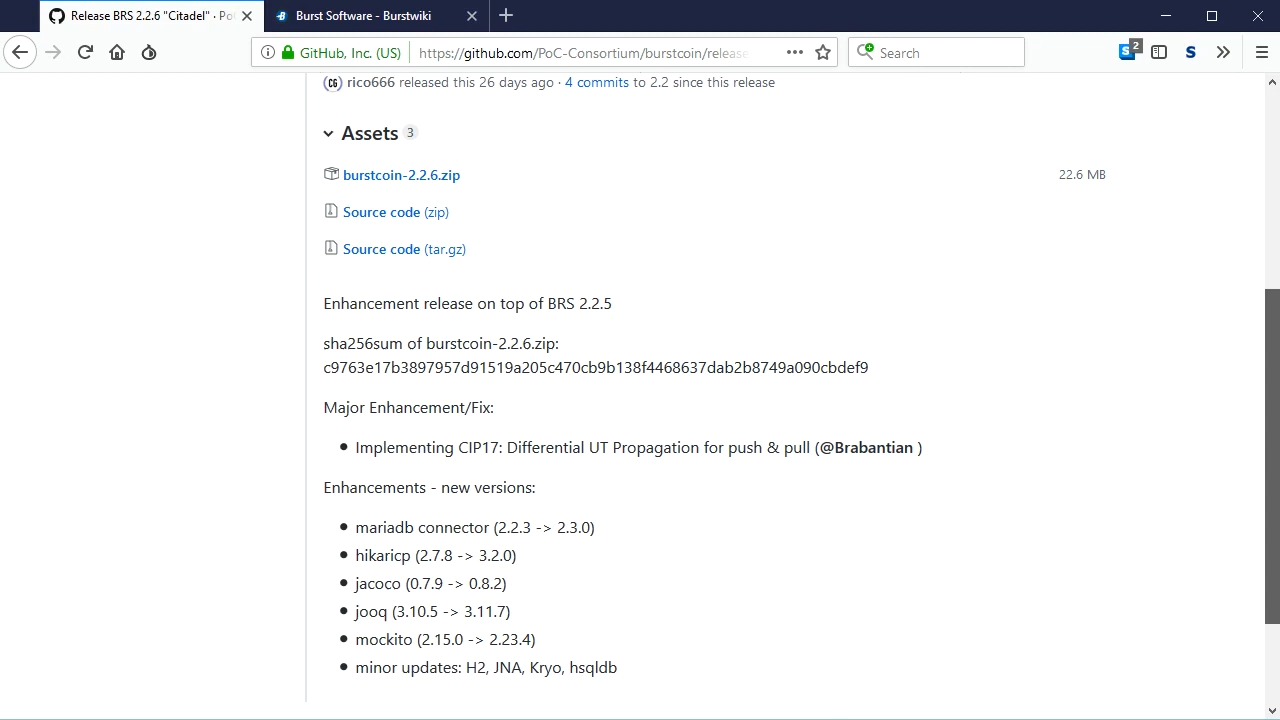 Release BRS 2.2.6 "Citadel" · Po
Burst Software - Burstwiki
GitHub, Inc. (US)
https://github.com/PoC-Consortium/burstcoin/release
Search
2
S
rico666 released this 26 days ago · 4 commits to 2.2 since this release
Assets 3
burstcoin-2.2.6.zip
22.6 MB
Source code (zip)
Source code (tar.gz)
Enhancement release on top of BRS 2.2.5
sha256sum of burstcoin-2.2.6.zip:
c9763e17b3897957d91519a205c470cb9b138f4468637dab2b8749a090cbdef9
Major Enhancement/Fix:
Implementing CIP17: Differential UT Propagation for push & pull (@Brabantian )
Enhancements - new versions:
mariadb connector (2.2.3 -> 2.3.0)
hikaricp (2.7.8 -> 3.2.0)
jacoco (0.7.9 -> 0.8.2)
jooq (3.10.5 -> 3.11.7)
mockito (2.15.0 -> 2.23.4)
minor updates: H2, JNA, Kryo, hsqldb